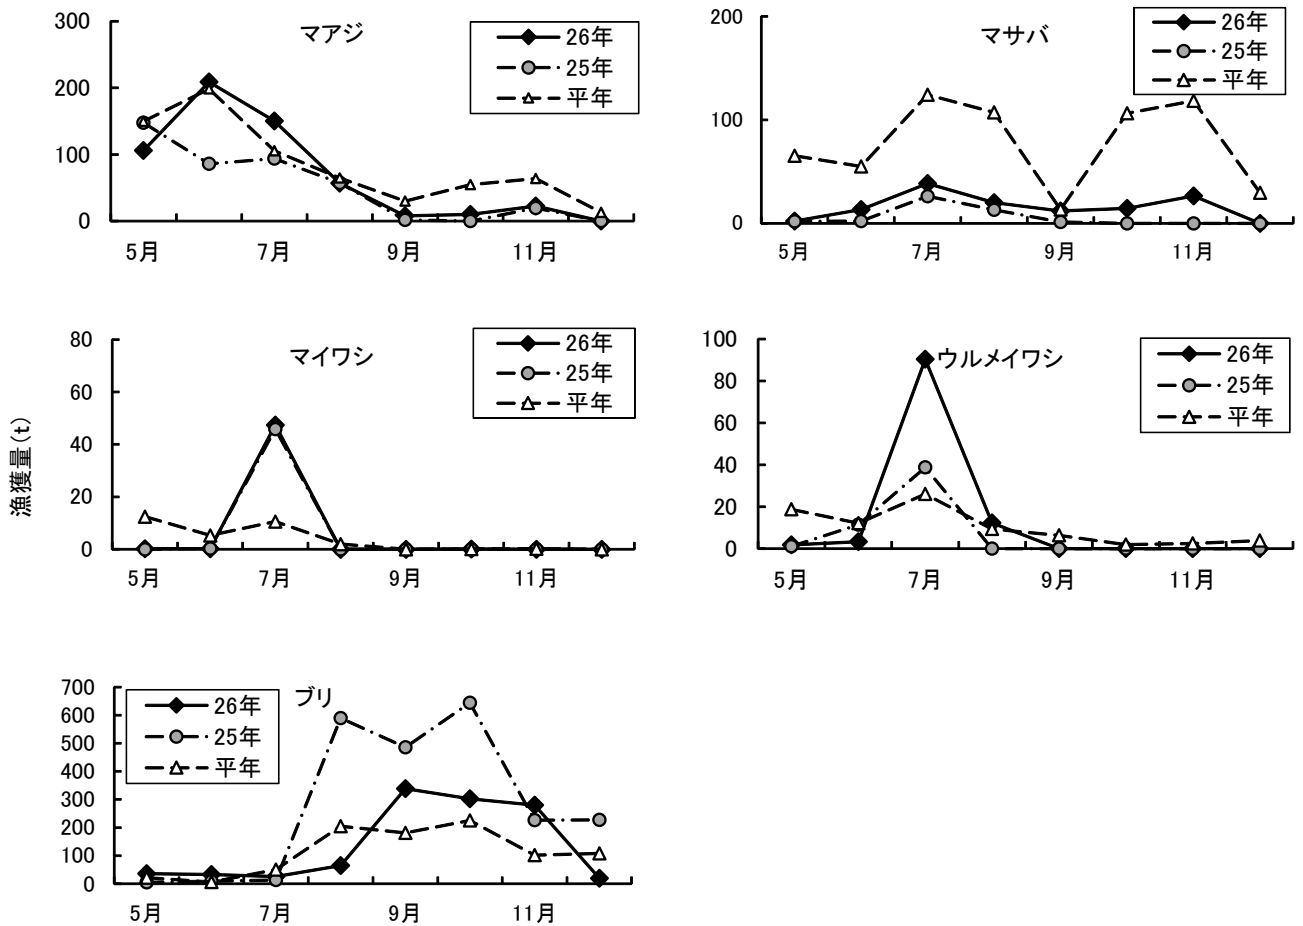 漁獲量(t)
マアジ
26年
25年
平年
300
200
100
0
5月 7月 9月 11月
マサバ
26年
25年
平年
200
100
0
5月 7月 9月 11月
マイワシ
26年
25年
平年
80
60
40
20
0
5月 7月 9月 11月
ウルメイワシ
26年
25年
平年
100
80
60
40
20
0
5月 7月 9月 11月
ブリ
26年
25年
平年
700
600
500
400
300
200
100
0
5月 7月 9月 11月